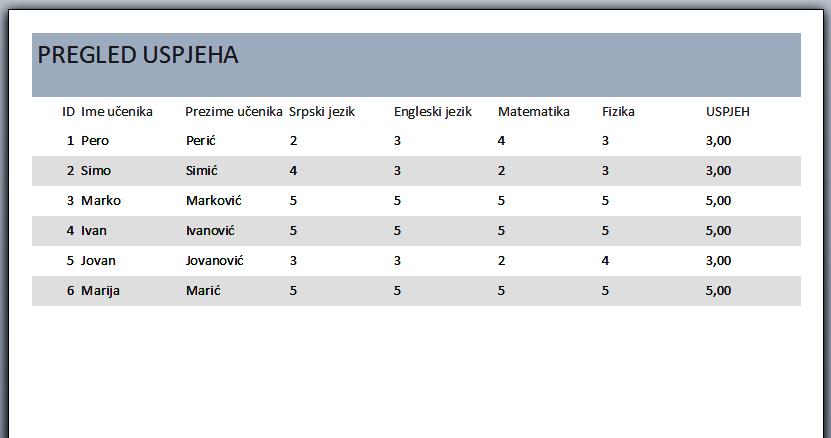 PREGLED USPJEHA
ID Ime učenika Prezime učenika Srpski jezik Engleski jezik Matematika Fizika USPJEH
1 Pero Perić 2 3 4 3 3,00
2 Simo Simić 4 3 2 3 3,00
3 Marko Marković 5 5 5 5 5,00
4 Ivan Ivanović 5 5 5 5 5,00
5 Jovan Jovanović 3 3 2 4 3,00
6 Marija Marić 5 5 5 5 5,00